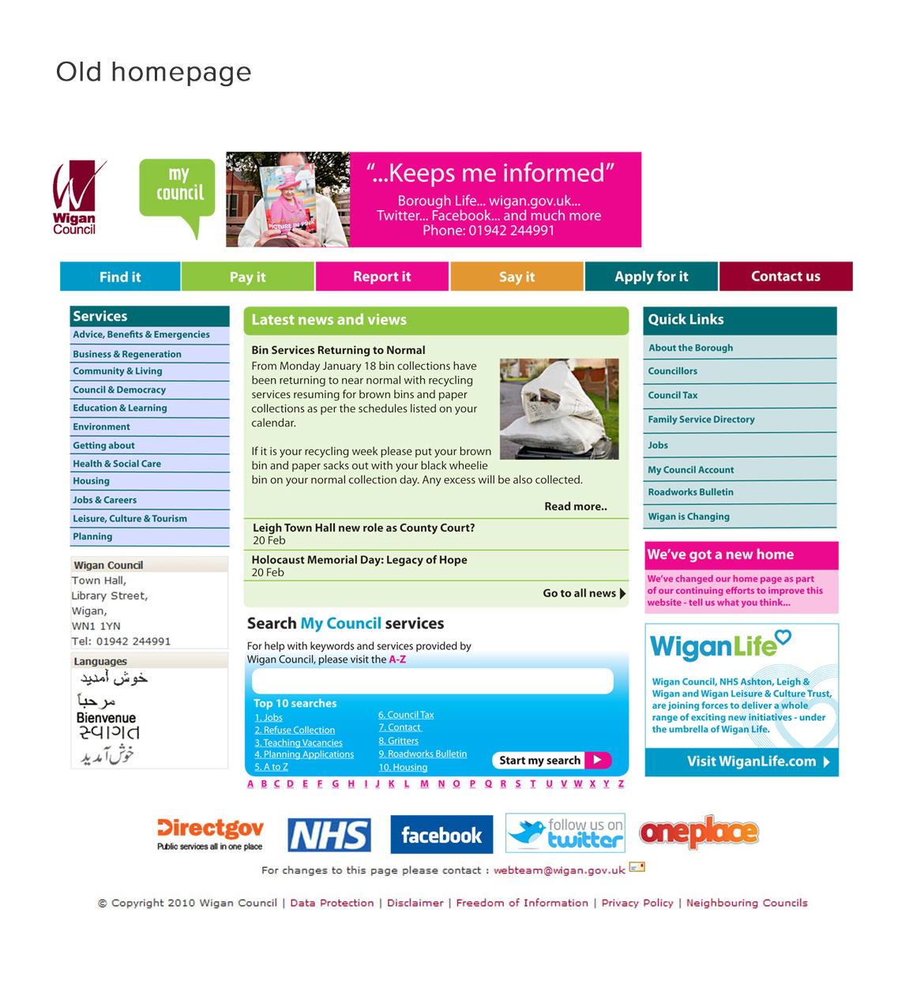 Old homepage
Wigan
Council
my
council
life
PICTURE IN PINK
“...Keeps me informed”
Borough Life... wigan.gov.uk...
Twitter... Facebook... and much more
Phone: 01942 244991
Find it
Pay it
Report it
Say it
Apply for it
Contact us
Services
Advice, Benefits & Emergencies
Business & Regeneration
Community & Living
Council & Democracy
Education & Learning
Environment
Getting about
Health & Social Care
Housing
Jobs & Careers
Leisure, Culture & Tourism
Planning
Wigan Council
Town Hall,
Library Street,
Wigan,
WN1 1YN
Tel: 01942 244991
Languages
خوش آمدید
مرحباً
Bienvenue
स्वागत
خوش آمدید
Latest news and views
Bin Services Returning to Normal
From Monday January 18 bin collections have
been returning to near normal with recycling
services resuming for brown bins and paper
collections as per the schedules listed on your
calendar.
If it is your recycling week please put your brown
bin and paper sacks out with your black wheelie
bin on your normal collection day. Any excess will be also collected.
Read more..
Leigh Town Hall new role as County Court?
20 Feb
Holocaust Memorial Day: Legacy of Hope
20 Feb
Go to all news
Search My Council services
For help with keywords and services provided by
Wigan Council, please visit the A-Z
Top 10 searches
1. Jobs
2. Refuse Collection
3. Teaching Vacancies
4. Planning Applications
5. A to Z
6. Council Tax
7. Contact
8. Gritters
9. Roadworks Bulletin
10. Housing
Start my search
A B C D E F G H I J K L M N O P Q R S T U V W X Y Z
Quick Links
About the Borough
Councillors
Council Tax
Family Service Directory
Jobs
My Council Account
Roadworks Bulletin
Wigan is Changing
We’ve got a new home
We’ve changed our home page as part
of our continuing efforts to improve this
website - tell us what you think...
WiganLife
Wigan Council, NHS Ashton, Leigh &
Wigan and Wigan Leisure & Culture Trust,
are joining forces to deliver a whole
range of exciting new initiatives - under
the umbrella of Wigan Life.
Visit WiganLife.com
Directgov
Public services all in one place
NHS
facebook
follow us on
twitter
oneplace
For changes to this page please contact : webteam@wigan.gov.uk
© Copyright 2010 Wigan Council | Data Protection | Disclaimer | Freedom of Information | Privacy Policy | Neighbouring Councils